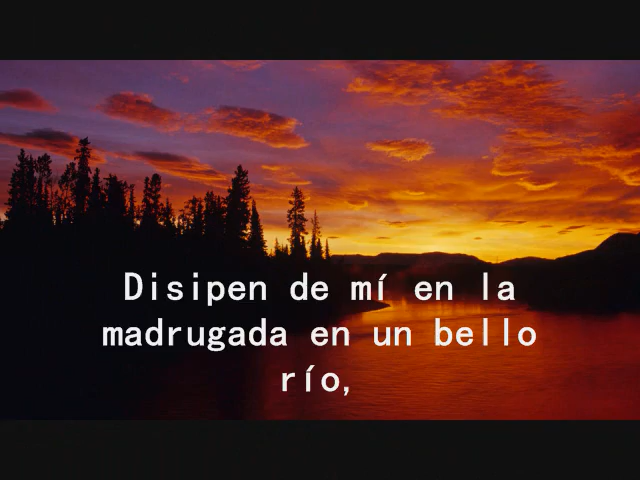 Disipen de mí en la
madrugada en un bello
río,